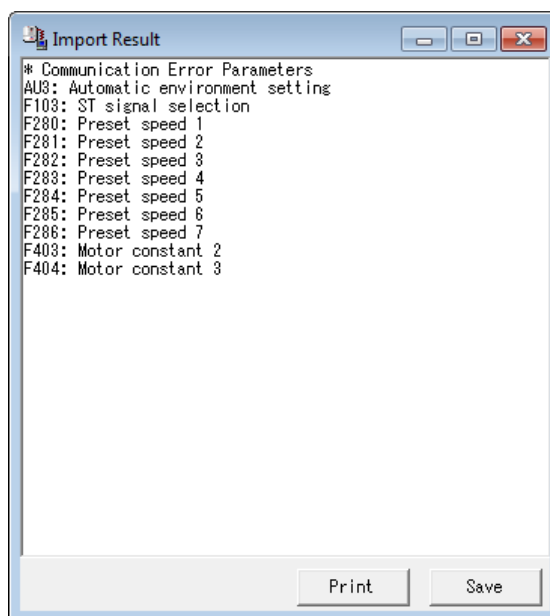 Import Result
* Communication Error Parameters
AU3: Automatic environment setting
F103: ST signal selection
F280: Preset speed 1
F281: Preset speed 2
F282: Preset speed 3
F283: Preset speed 4
F284: Preset speed 5
F285: Preset speed 6
F286: Preset speed 7
F403: Motor constant 2
F404: Motor constant 3
Print Save